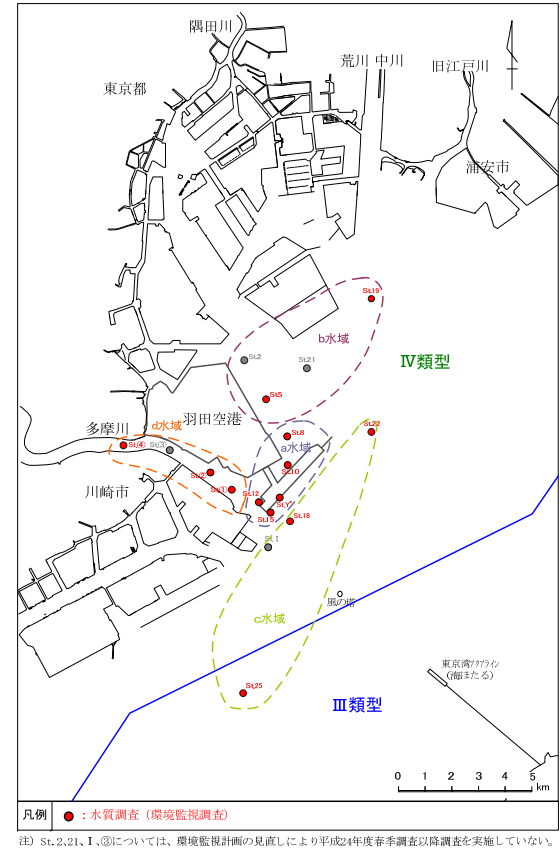 隅田川
荒川 中川
旧江戸川
東京都
浦安市
St.19
b水域
St.2
St.21
Ⅳ類型
St.5
羽田空港
d水域
多摩川
St.④
St.③
St.8
a水域
St.22
St.10
St.②
St.①
川崎市
St.12
St.7
St.15
St.18
St.Ⅰ
風の塔
c水域
東京湾アクアライン
(海ほたる)
St.25
Ⅲ類型
km
0 1 2 3 4 5
凡例 :水質調査(環境監視調査)
注) St.2、21、Ⅰ、③については、環境監視計画の見直しにより平成24年度春季調査以降調査を実施していない。